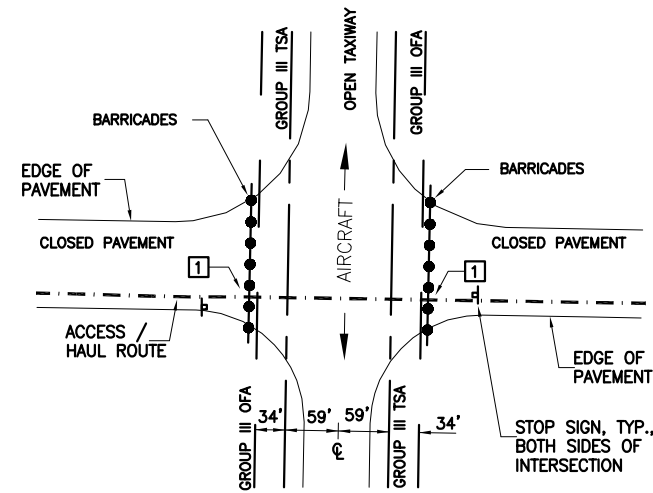 GROUP III TSA
OPEN TAXIWAY
GROUP III OFA
BARRICADES
BARRICADES
EDGE OF
PAVEMENT
CLOSED PAVEMENT
CLOSED PAVEMENT
AIRCRAFT
1
1
ACCESS /
HAUL ROUTE
EDGE OF
PAVEMENT
GROUP III OFA
34'
59'
59'
34'
GROUP III TSA
℄
STOP SIGN, TYP.,
BOTH SIDES OF
INTERSECTION